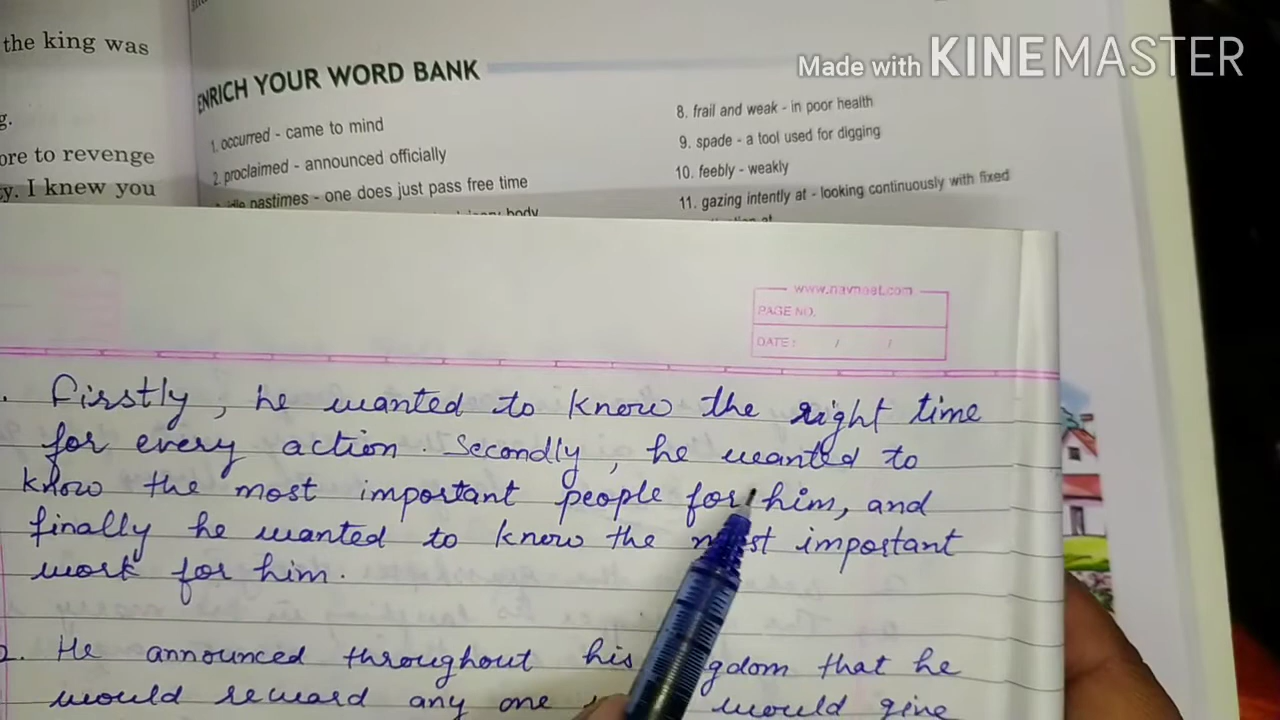 the king was
g.
ore to revenge
y. I knew you
ENRICH YOUR WORD BANK
1. occurred - came to mind
2. proclaimed - announced officially
idle pastimes - one does just pass free time
body
8. frail and weak - in poor health
9. spade - a tool used for digging
10. feebly - weakly
11. gazing intently at - looking continuously with fixed
at
Made with KINEMASTER
www.navneet.com
PAGE NO.
DATE : / /
Firstly, he wanted to know the right time
for every action. Secondly, he wanted to
know the most important people for him, and
finally he wanted to know the most important
work for him.
2. He announced throughout his gdom that he
would reward any one would give